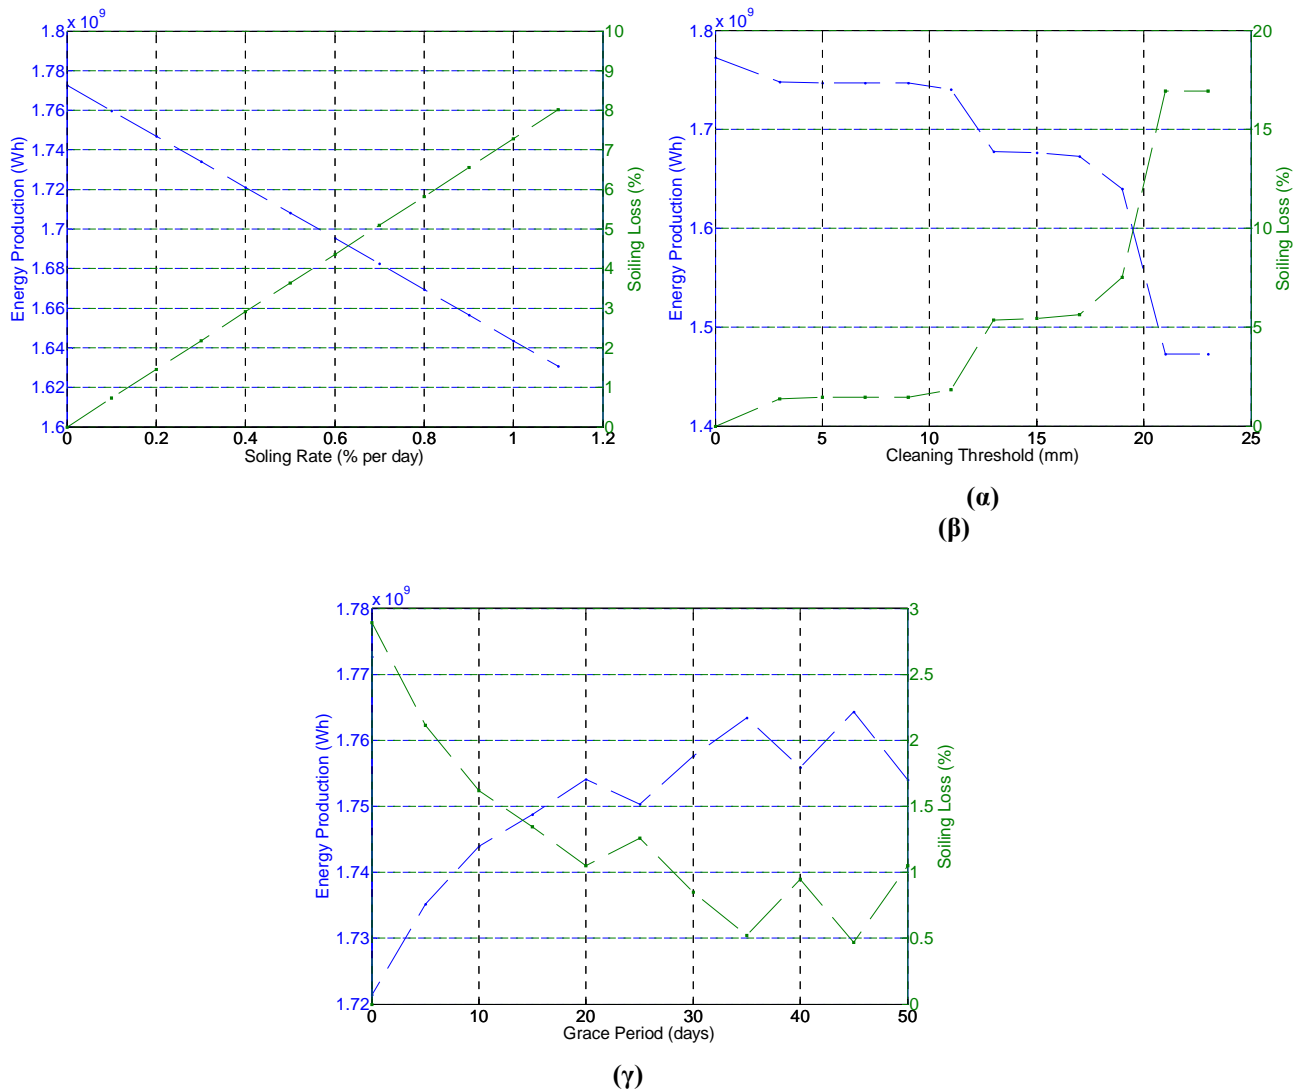 x 10^9
1.8
1.78
1.76
1.74
1.72
1.7
1.68
1.66
1.64
1.62
1.6
Energy Production (Wh)
0 0.2 0.4 0.6 0.8 1 1.2
Soling Rate (% per day)
10
9
8
7
6
5
4
3
2
1
0
Soiling Loss (%)
x 10^9
1.8
1.7
1.6
1.5
1.4
Energy Production (Wh)
0 5 10 15 20 25
Cleaning Threshold (mm)
20
15
10
5
0
Soiling Loss (%)
(α)
(β)
x 10^9
1.78
1.77
1.76
1.75
1.74
1.73
1.72
Energy Production (Wh)
0 10 20 30 40 50
Grace Period (days)
3
2.5
2
1.5
1
0.5
0
Soiling Loss (%)
(γ)